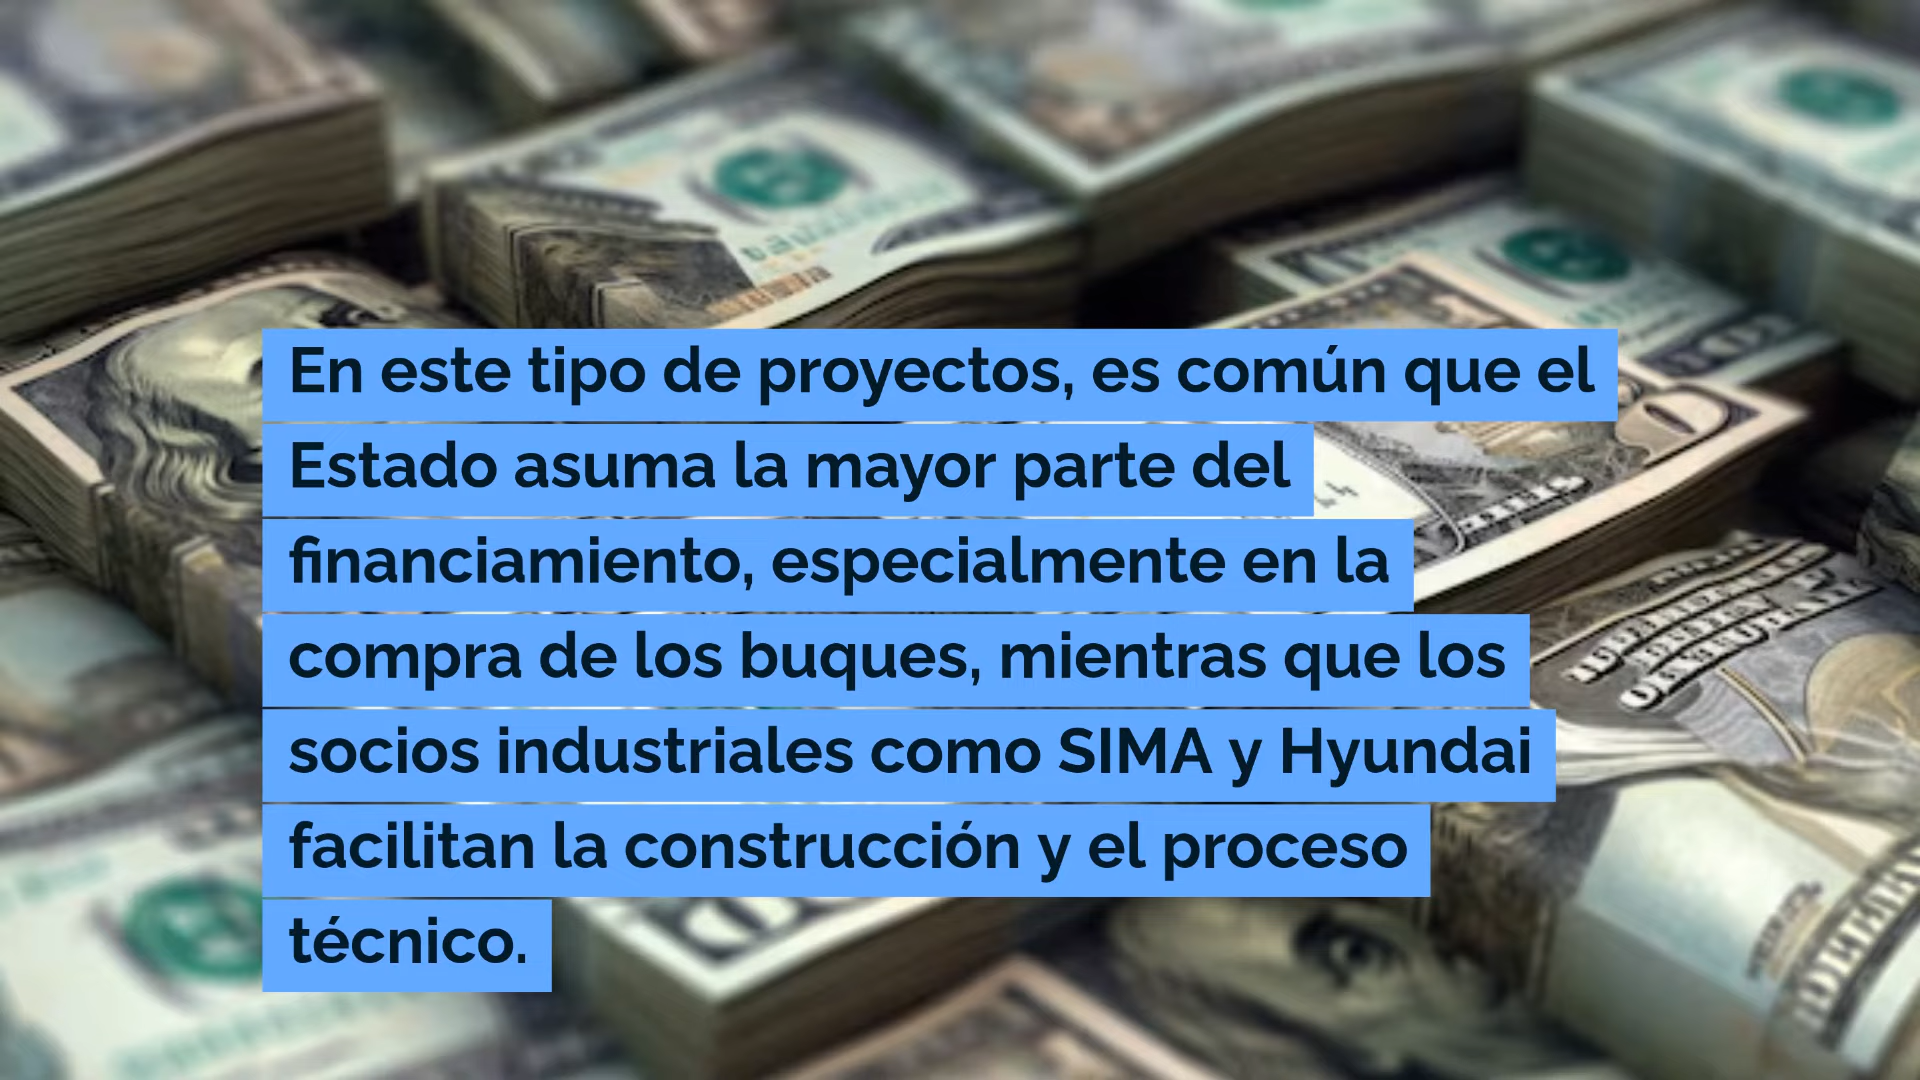 En este tipo de proyectos, es común que el
Estado asuma la mayor parte del
financiamiento, especialmente en la
compra de los buques, mientras que los
socios industriales como SIMA y Hyundai
facilitan la construcción y el proceso
técnico.